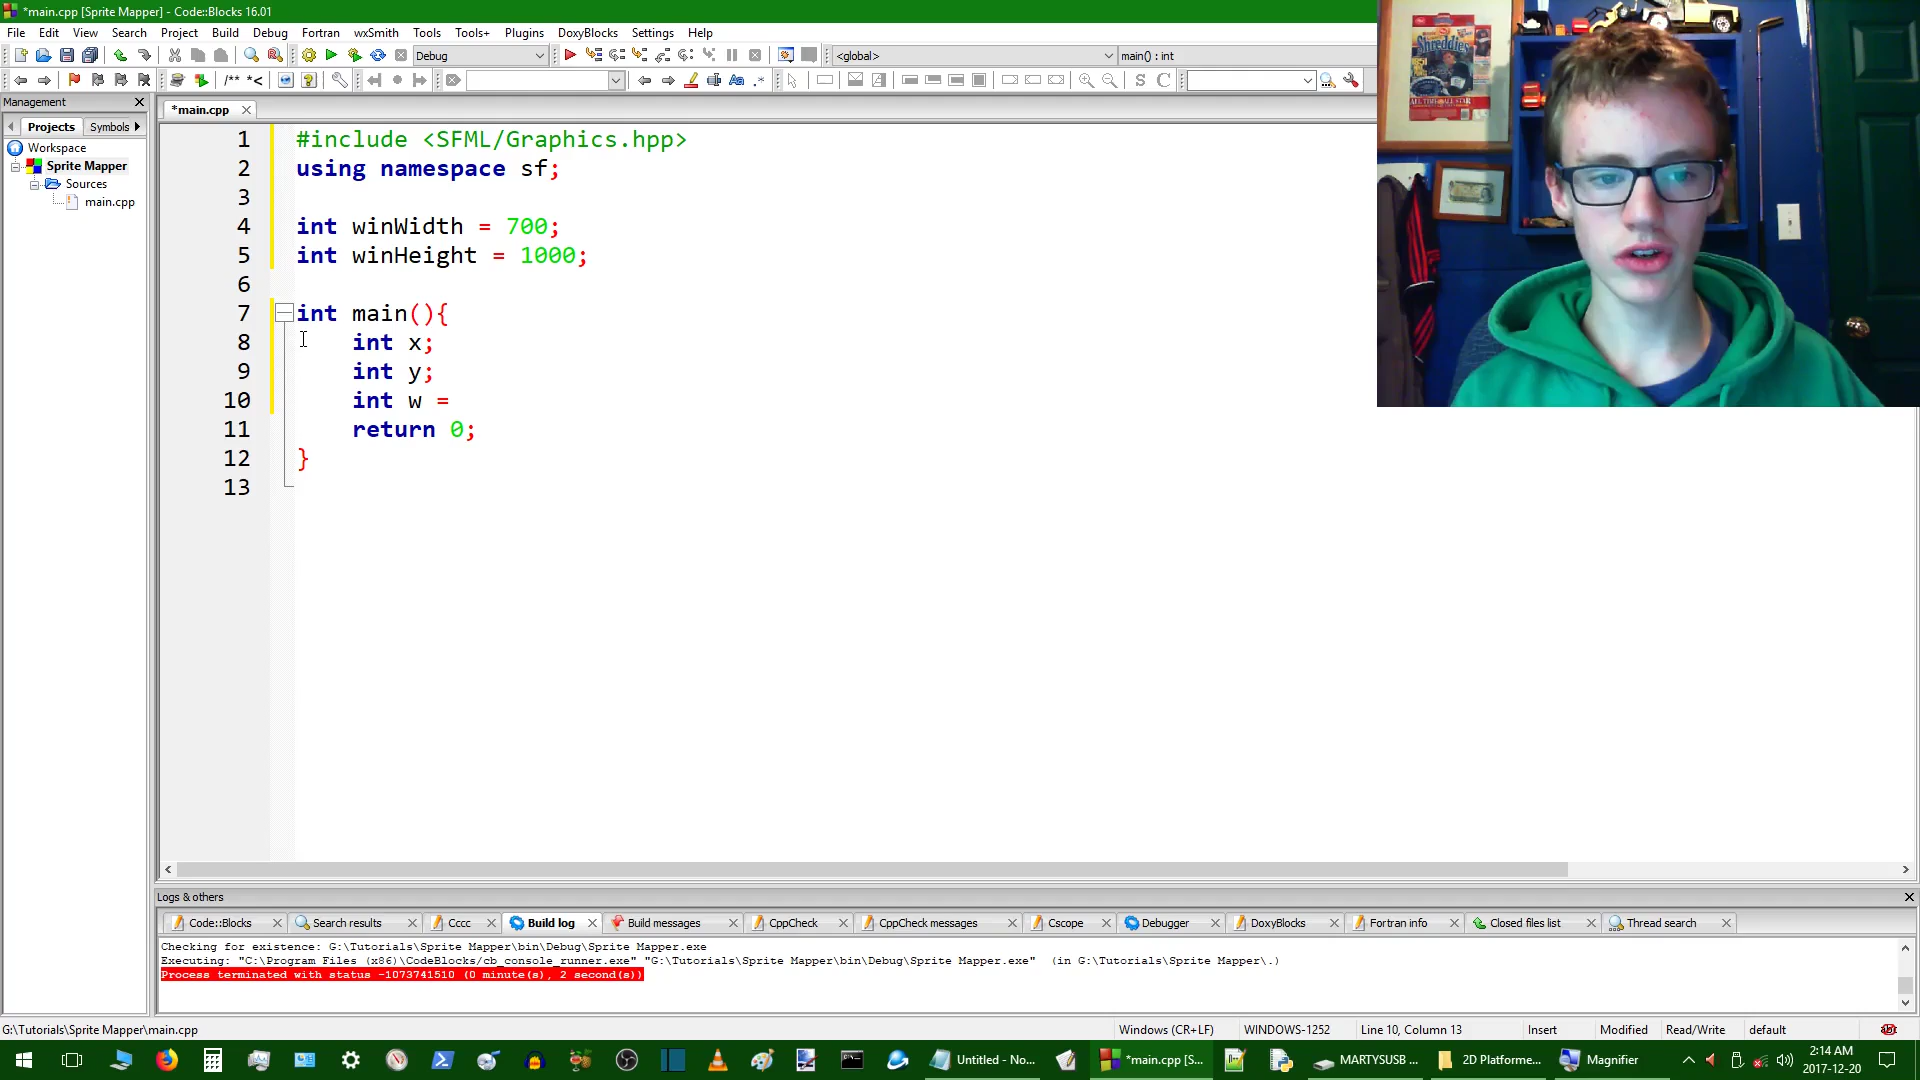 *main.cpp [Sprite Mapper] - Code::Blocks 16.01
File Edit View Search Project Build Debug Fortran wxSmith Tools Tools+ Plugins DoxyBlocks Settings Help
Debug <global> main() : int
/** *<
Management
*main.cpp
Projects Symbols
Workspace
Sprite Mapper
Sources
main.cpp
1 #include <SFML/Graphics.hpp>
2 using namespace sf;
3
4 int winWidth = 700;
5 int winHeight = 1000;
6
7 int main(){
8 int x;
9 int y;
10 int w =
11 return 0;
12 }
13
Shreddies
Logs & others
Code::Blocks Search results Cccc Build log Build messages CppCheck CppCheck messages Cscope Debugger DoxyBlocks Fortran info Closed files list Thread search
Checking for existence: G:\Tutorials\Sprite Mapper\bin\Debug\Sprite Mapper.exe
Executing: "C:\Program Files (x86)\CodeBlocks/cb_console_runner.exe" "G:\Tutorials\Sprite Mapper\bin\Debug\Sprite Mapper.exe"  (in G:\Tutorials\Sprite Mapper\.)
Process terminated with status -1073741510 (0 minute(s), 2 second(s))
G:\Tutorials\Sprite Mapper\main.cpp Windows (CR+LF) WINDOWS-1252 Line 10, Column 13 Insert Modified Read/Write default
Untitled - No... *main.cpp [S... MARTYSUSB ... 2D Platforme... Magnifier
2:14 AM
2017-12-20